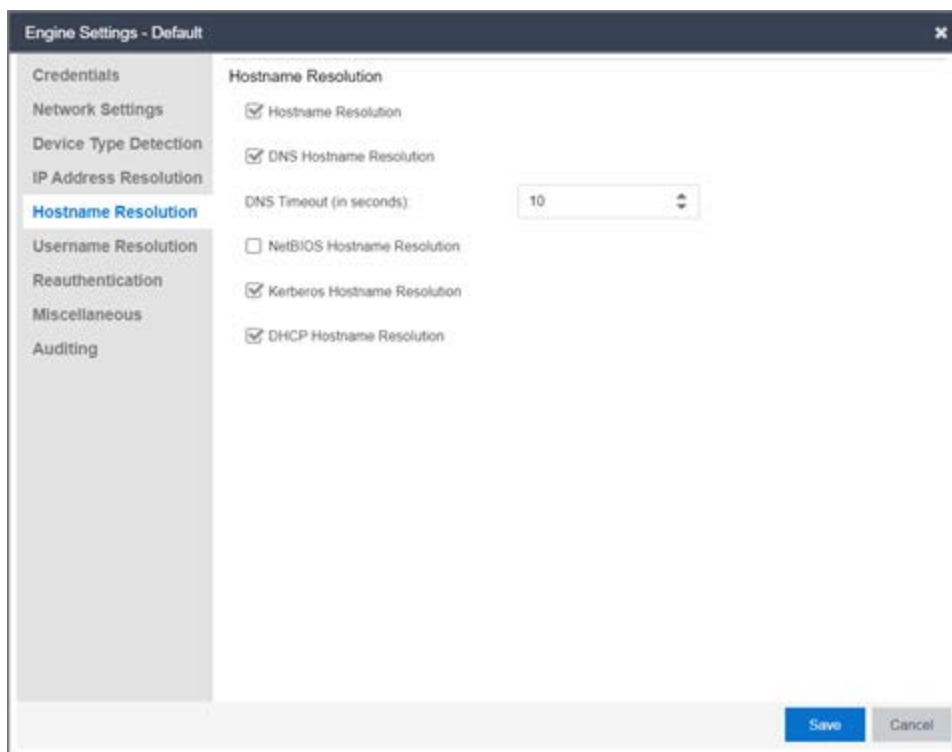 Engine Settings - Default
Credentials
Network Settings
Device Type Detection
IP Address Resolution
Hostname Resolution
Username Resolution
Reauthentication
Miscellaneous
Auditing
Hostname Resolution
Hostname Resolution
DNS Hostname Resolution
DNS Timeout (in seconds): 10
NetBIOS Hostname Resolution
Kerberos Hostname Resolution
DHCP Hostname Resolution
Save Cancel